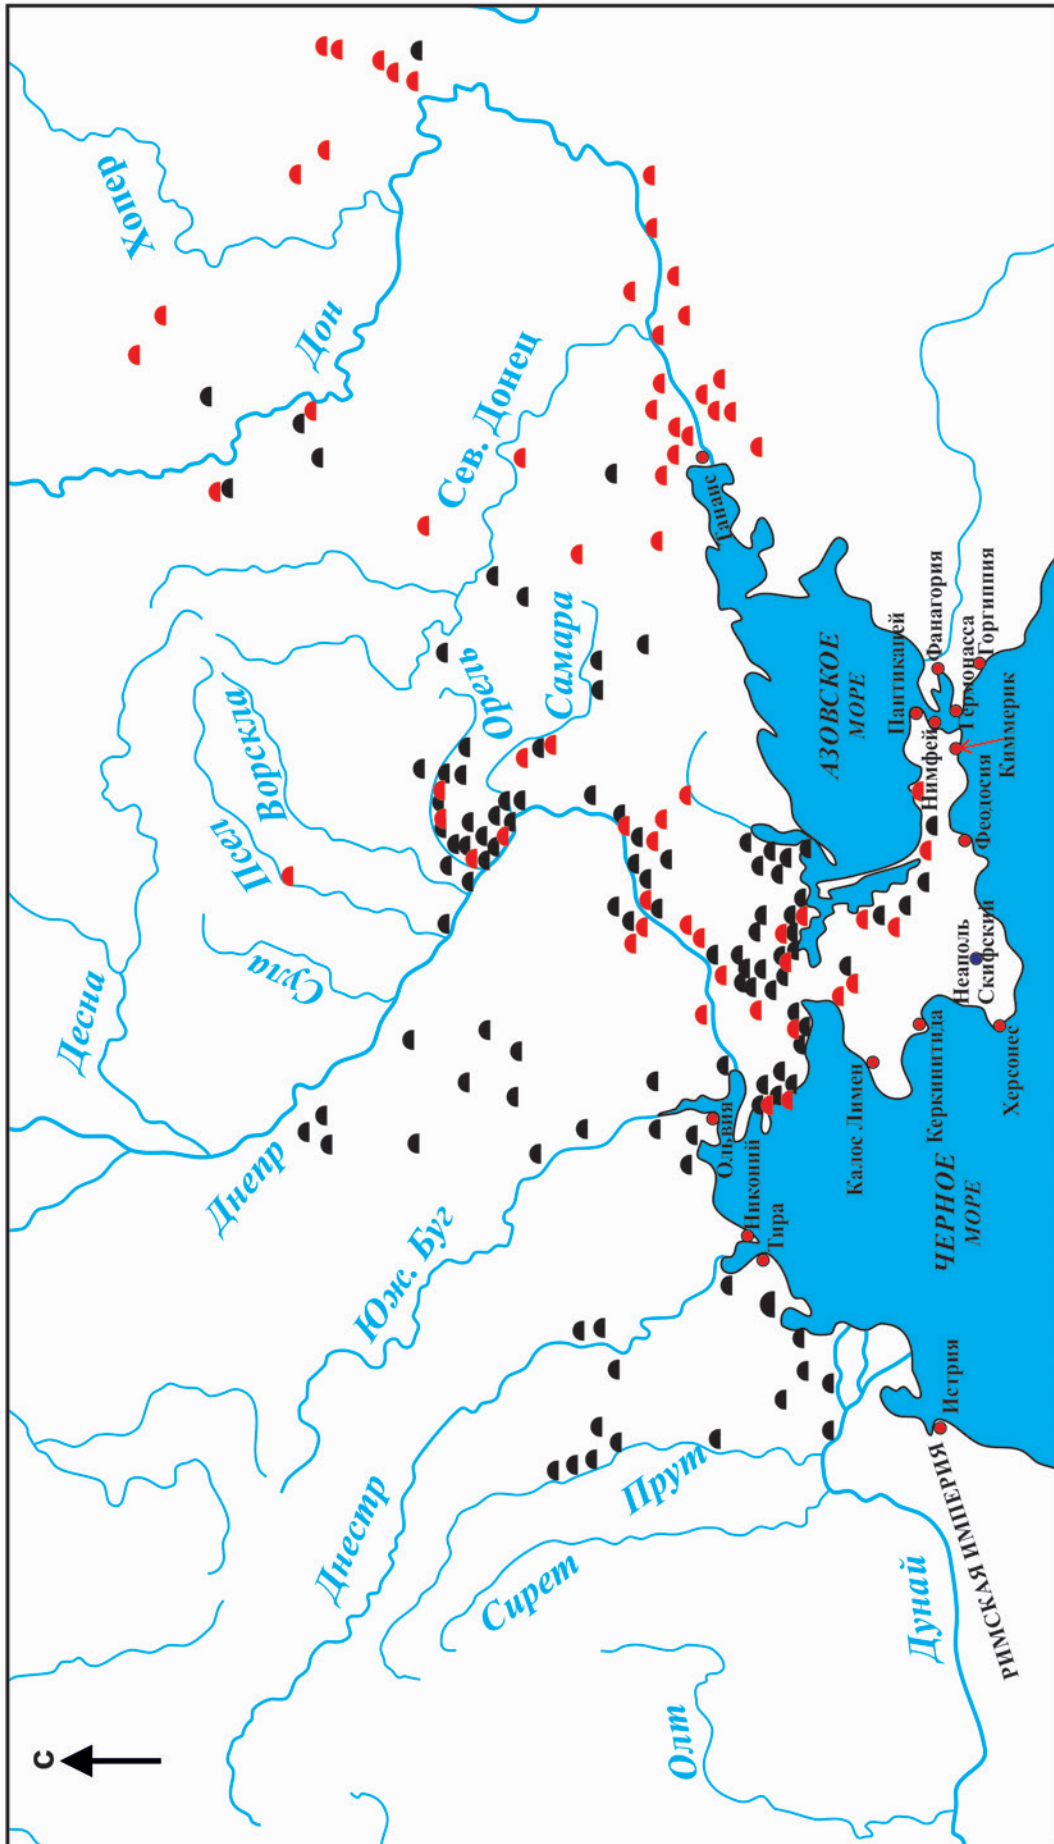 С
Десна
Хопер
Сула
Псел
Ворскла
Дон
Днепр
Орель
Самара
Сев. Донец
Юж. Буг
Днестр
Прут
Сирет
Олт
Дунай
РИМСКАЯ ИМПЕРИЯ
Истрия
Тира
Никоний
Ольвия
Калос Лимен
Керкинитида
Херсонес
Неаполь
Скифский
Феодосия
Киммерик
Нимфей
Пантикапей
Фанагория
Гермонасса
Горгиппия
Танаис
АЗОВСКОЕ
МОРЕ
ЧЕРНОЕ
МОРЕ